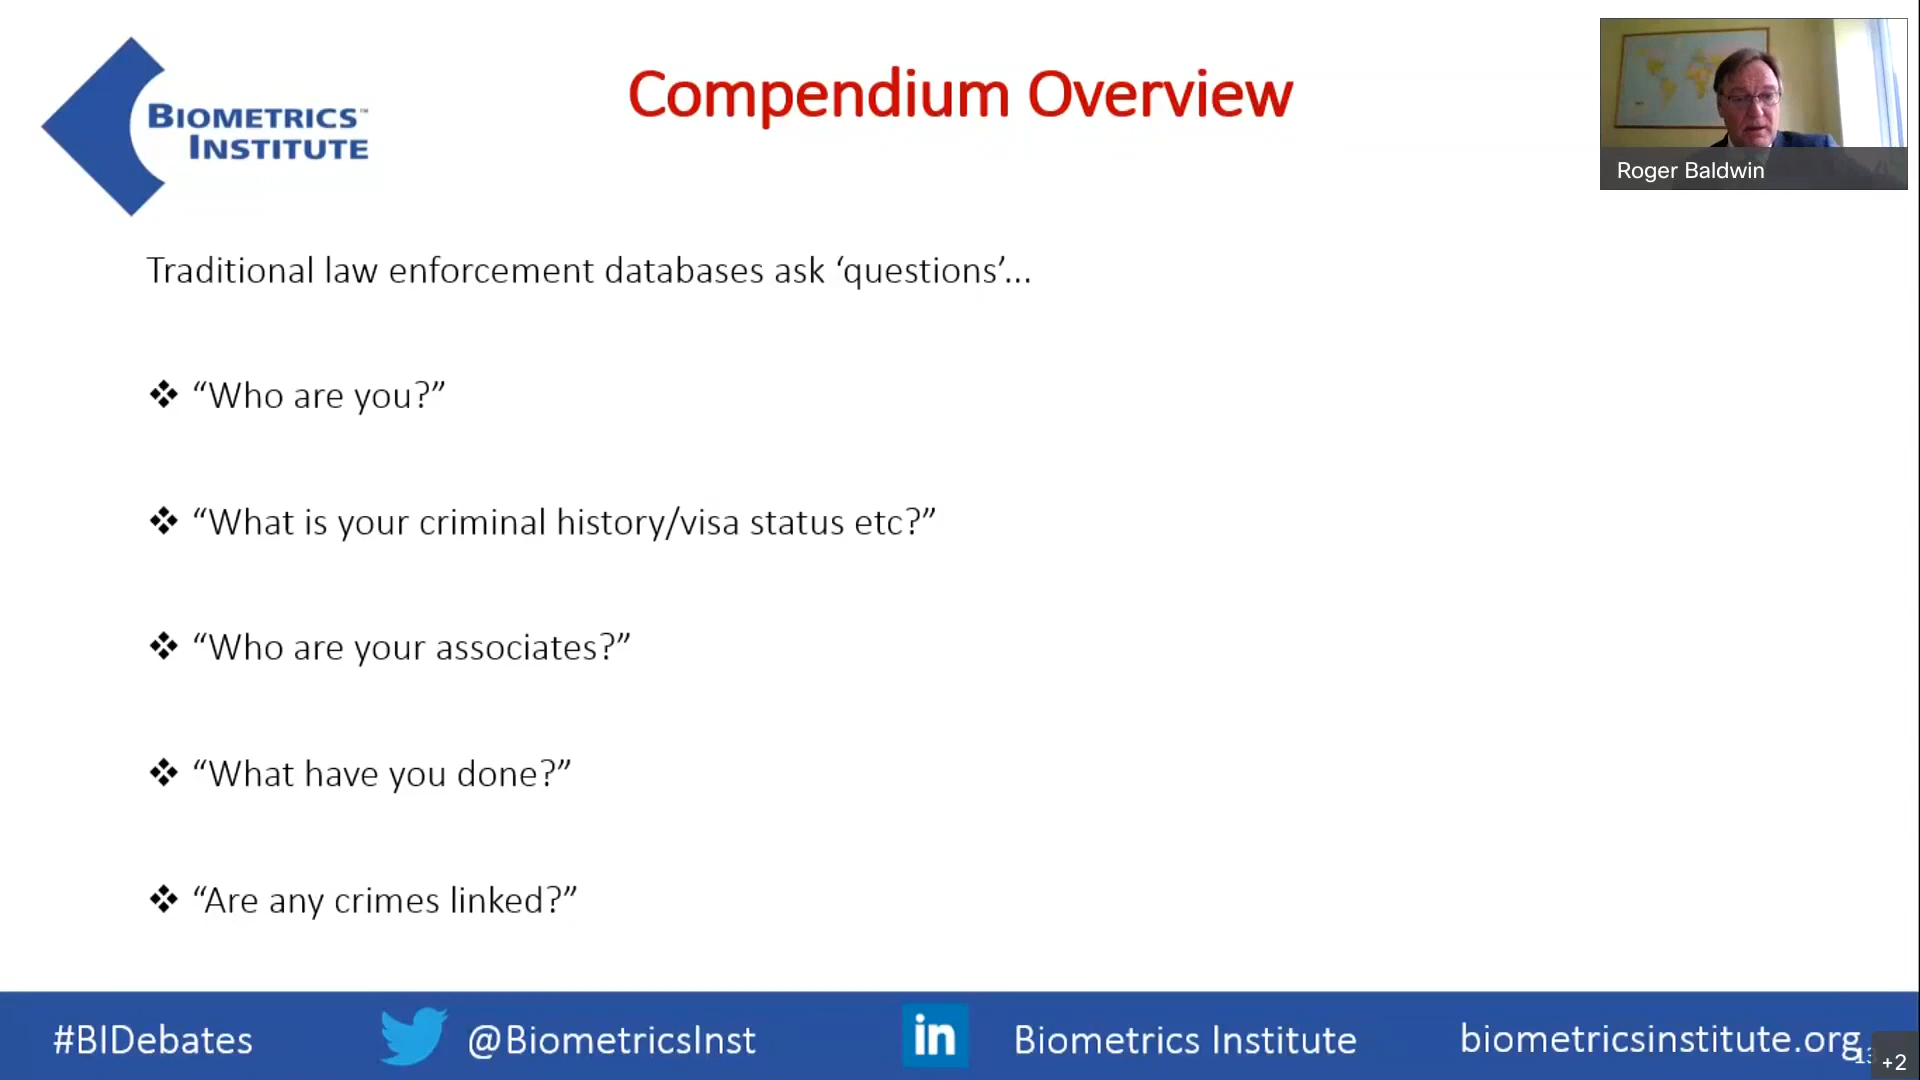 BIOMETRICS™
INSTITUTE
Compendium Overview
Roger Baldwin
Traditional law enforcement databases ask ‘questions’...
❖ “Who are you?”
❖ “What is your criminal history/visa status etc?”
❖ “Who are your associates?”
❖ “What have you done?”
❖ “Are any crimes linked?”
#BIDebates
@BiometricsInst
in
Biometrics Institute
biometricsinstitute.org
+2